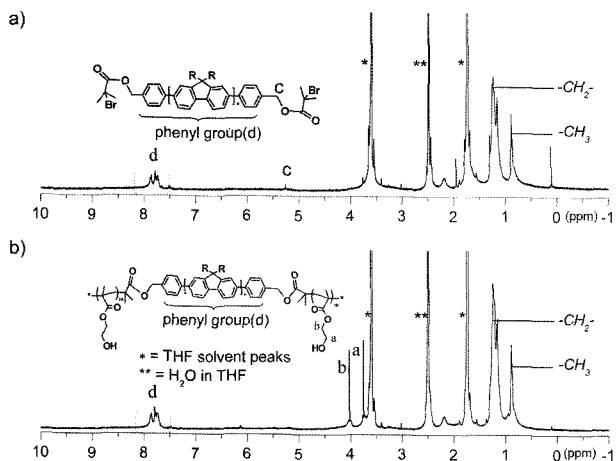 a)
R R
O
O
Br
C
O
O
Br
n
phenyl group(d)
*
**
*
-CH2-
-CH3
d
C
10 9 8 7 6 5 4 3 2 1 0 (ppm) -1
b)
R R
*
m
O
O
O
O
n
O
O
m
*
O
O
b
a
OH
OH
phenyl group(d)
* = THF solvent peaks
** = H2O in THF
b
a
*
**
*
-CH2-
-CH3
d
10 9 8 7 6 5 4 3 2 1 0 (ppm) -1